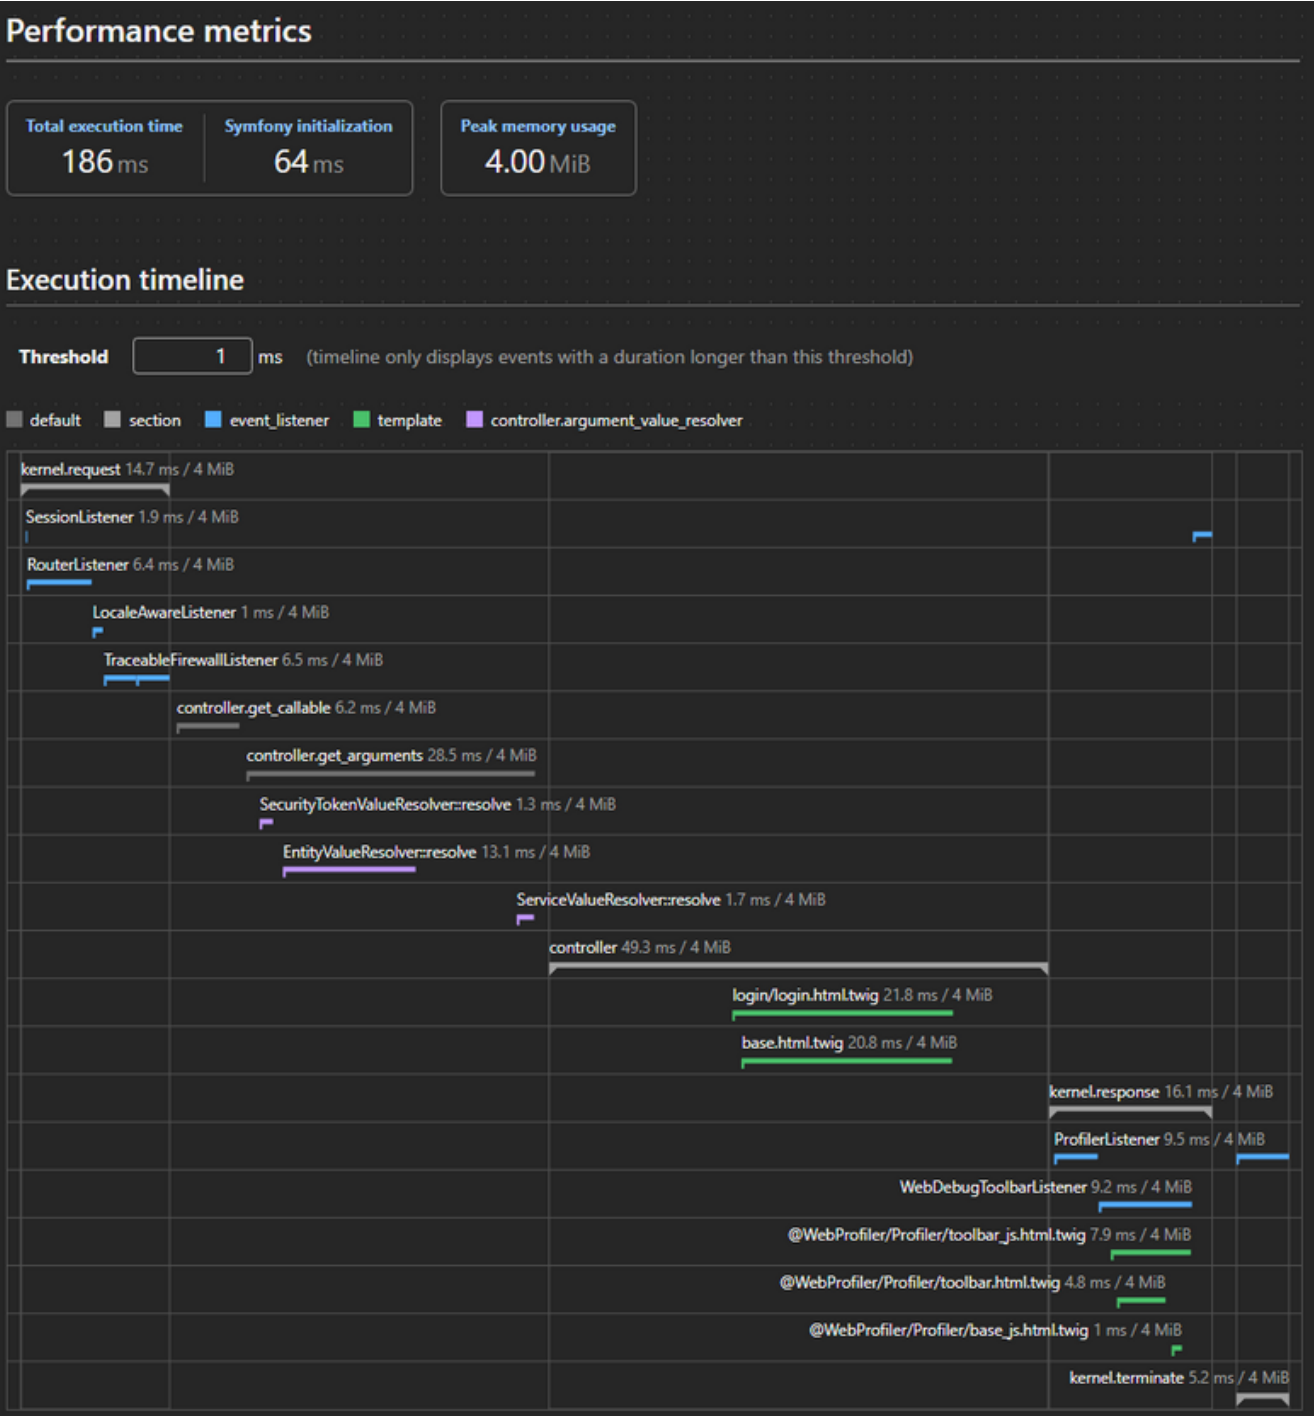 Performance metrics
Total execution time
Symfony initialization
Peak memory usage
186 ms
64 ms
4.00 MiB
Execution timeline
Threshold 1 ms (timeline only displays events with a duration longer than this threshold)
default section event_listener template controller.argument_value_resolver
kernel.request 14.7 ms / 4 MiB
SessionListener 1.9 ms / 4 MiB
RouterListener 6.4 ms / 4 MiB
LocaleAwareListener 1 ms / 4 MiB
TraceableFirewallListener 6.5 ms / 4 MiB
controller.get_callable 6.2 ms / 4 MiB
controller.get_arguments 28.5 ms / 4 MiB
SecurityTokenValueResolver::resolve 1.3 ms / 4 MiB
EntityValueResolver::resolve 13.1 ms / 4 MiB
ServiceValueResolver::resolve 1.7 ms / 4 MiB
controller 49.3 ms / 4 MiB
login/login.html.twig 21.8 ms / 4 MiB
base.html.twig 20.8 ms / 4 MiB
kernel.response 16.1 ms / 4 MiB
ProfilerListener 9.5 ms / 4 MiB
WebDebugToolbarListener 9.2 ms / 4 MiB
@WebProfiler/Profiler/toolbar_js.html.twig 7.9 ms / 4 MiB
@WebProfiler/Profiler/toolbar.html.twig 4.8 ms / 4 MiB
@WebProfiler/Profiler/base_js.html.twig 1 ms / 4 MiB
kernel.terminate 5.2 ms / 4 MiB